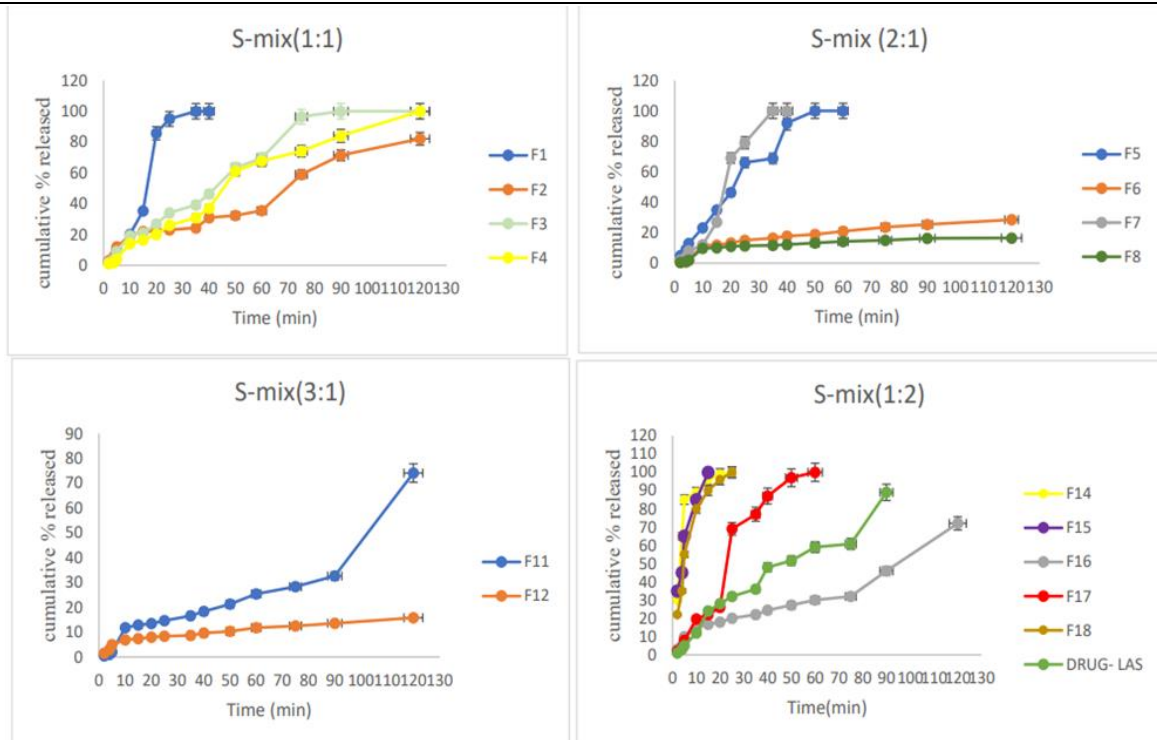 S-mix(1:1)
cumulative % released
120
100
80
60
40
20
0
0 10 20 30 40 50 60 70 80 90 100110120130
Time (min)
F1
F2
F3
F4
S-mix (2:1)
cumulative % released
120
100
80
60
40
20
0
0 10 20 30 40 50 60 70 80 90 100110120130
Time (min)
F5
F6
F7
F8
S-mix(3:1)
cumulative % released
90
80
70
60
50
40
30
20
10
0
0 10 20 30 40 50 60 70 80 90 100110120130
Time (min)
F11
F12
S-mix(1:2)
cumulative % released
120
110
100
90
80
70
60
50
40
30
20
10
0
0 10 20 30 40 50 60 70 80 90 100110120130
Time(min)
F14
F15
F16
F17
F18
DRUG- LAS